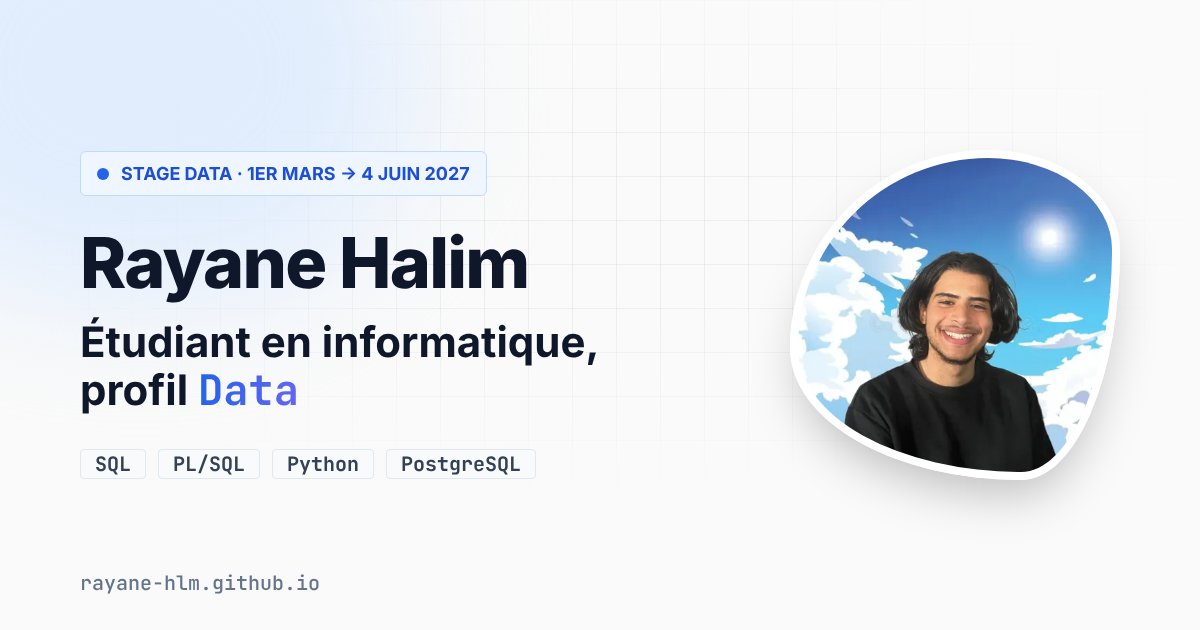 STAGE DATA · 1ER MARS → 4 JUIN 2027
Rayane Halim
Étudiant en informatique,
profil Data
SQL PL/SQL Python PostgreSQL
rayane-hlm.github.io